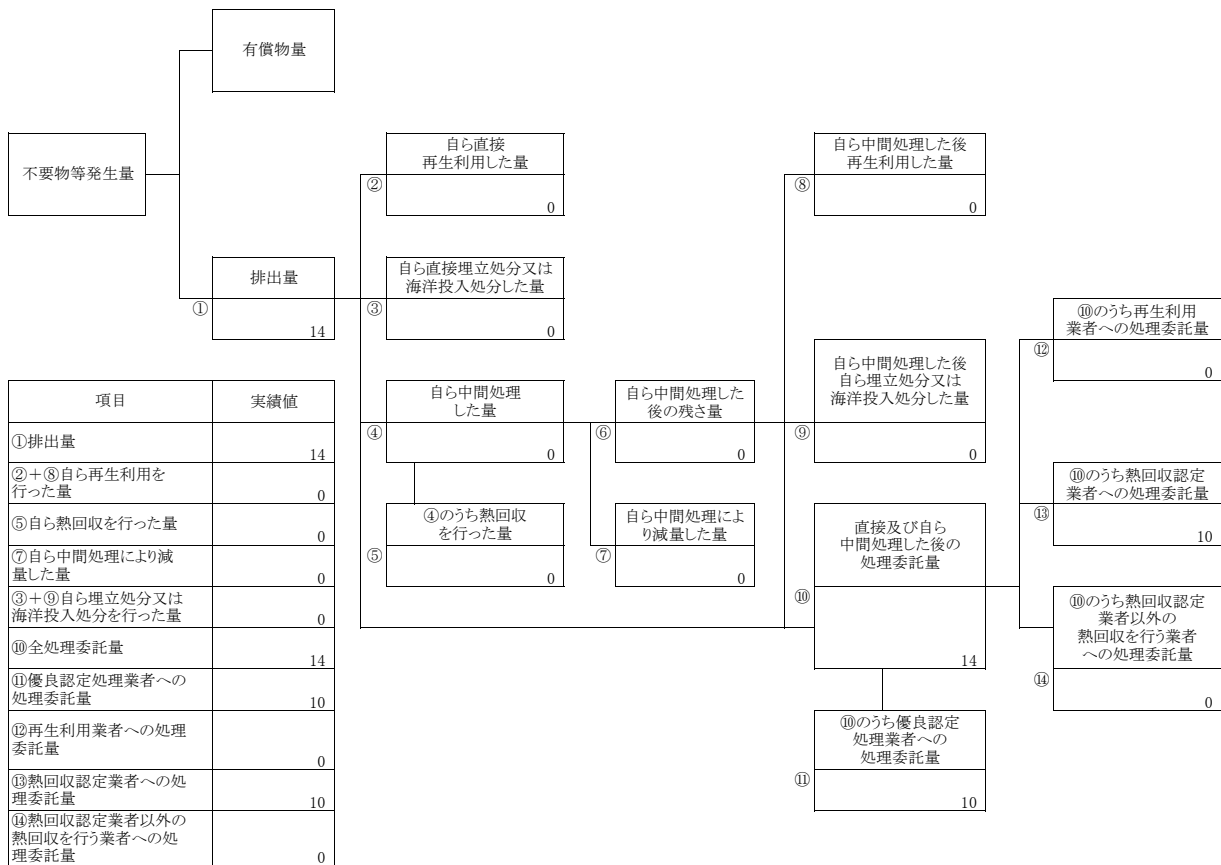 有償物量
不要物等発生量
自ら直接
再生利用した量
②
0
自ら中間処理した後
再生利用した量
⑧
0
排出量
①
14
自ら直接埋立処分又は
海洋投入処分した量
③
0
⑩のうち再生利用
業者への処理委託量
⑫
0
自ら中間処理
した量
④
0
自ら中間処理した
後の残さ量
⑥
0
自ら中間処理した後
自ら埋立処分又は
海洋投入処分した量
⑨
0
④のうち熱回収
を行った量
⑤
0
自ら中間処理によ
り減量した量
⑦
0
直接及び自ら
中間処理した後の
処理委託量
⑩
14
⑩のうち熱回収認定
業者への処理委託量
⑬
10
⑩のうち熱回収認定
業者以外の
熱回収を行う業者
への処理委託量
⑭
0
⑩のうち優良認定
処理業者への
処理委託量
⑪
10
項目 実績値
①排出量 14
②+⑧自ら再生利用を
行った量 0
⑤自ら熱回収を行った量 0
⑦自ら中間処理により減
量した量 0
③+⑨自ら埋立処分又は
海洋投入処分を行った量 0
⑩全処理委託量 14
⑪優良認定処理業者への
処理委託量 10
⑫再生利用業者への処理
委託量 0
⑬熱回収認定業者への処
理委託量 10
⑭熱回収認定業者以外の
熱回収を行う業者への処
理委託量 0